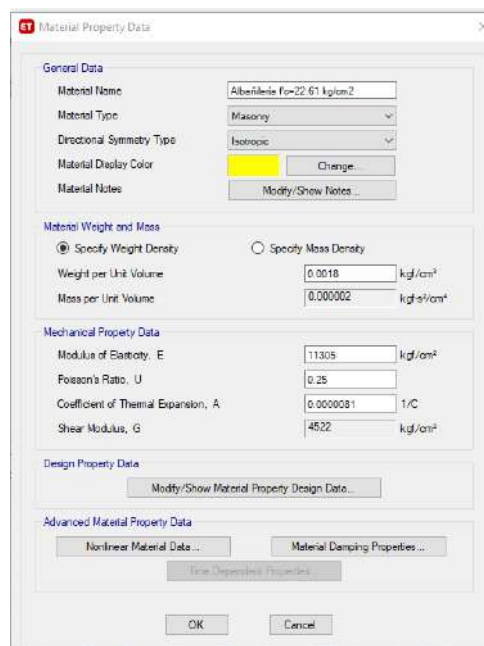 ET Material Property Data
General Data
Material Name Albañilería f'c=22.61 kg/cm2
Material Type Masonry
Directional Symmetry Type Isotropic
Material Display Color Change...
Material Notes Modify/Show Notes...
Material Weight and Mass
Specify Weight Density Specify Mass Density
Weight per Unit Volume 0.0018 kgf/cm³
Mass per Unit Volume 0.000002 kgf-s²/cm⁴
Mechanical Property Data
Modulus of Elasticity, E 11305 kgf/cm²
Poisson's Ratio, U 0.25
Coefficient of Thermal Expansion, A 0.0000081 1/C
Shear Modulus, G 4522 kgf/cm²
Design Property Data
Modify/Show Material Property Design Data...
Advanced Material Property Data
Nonlinear Material Data... Material Damping Properties...
Time Dependent Properties...
OK Cancel